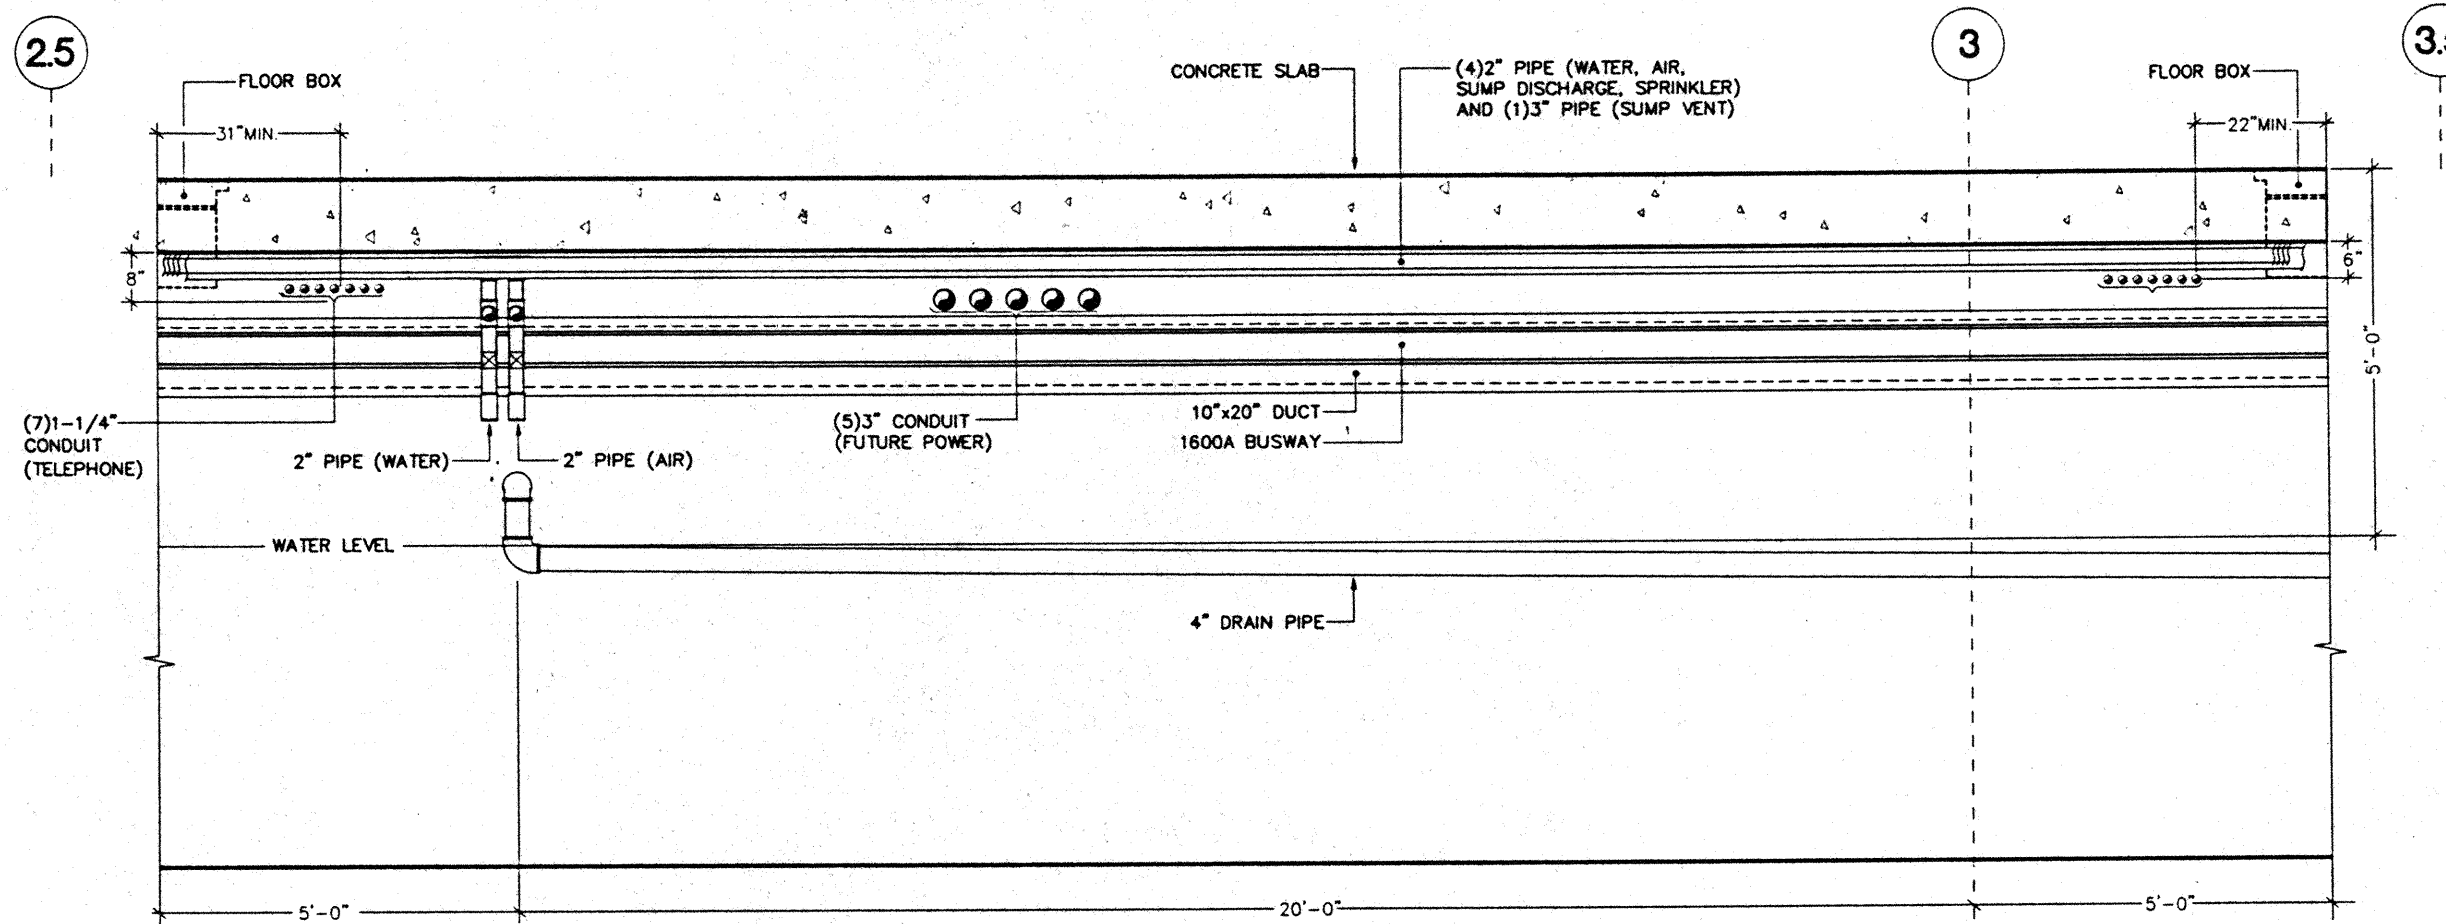 2.5
3
FLOOR BOX
CONCRETE SLAB
(4)2" PIPE (WATER, AIR,
SUMP DISCHARGE, SPRINKLER)
AND (1)3" PIPE (SUMP VENT)
FLOOR BOX
31"MIN.
22"MIN.
8"
6"
5'-0"
(7)1-1/4"
CONDUIT
(TELEPHONE)
2" PIPE (WATER)
2" PIPE (AIR)
(5)3" CONDUIT
(FUTURE POWER)
10"x20" DUCT
1600A BUSWAY
WATER LEVEL
4" DRAIN PIPE
5'-0"
20'-0"
5'-0"